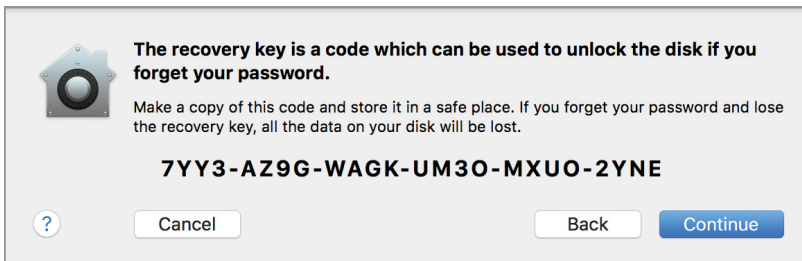 The recovery key is a code which can be used to unlock the disk if you
forget your password.
Make a copy of this code and store it in a safe place. If you forget your password and lose
the recovery key, all the data on your disk will be lost.
7YY3-AZ9G-WAGK-UM3O-MXUO-2YNE
? Cancel Back Continue